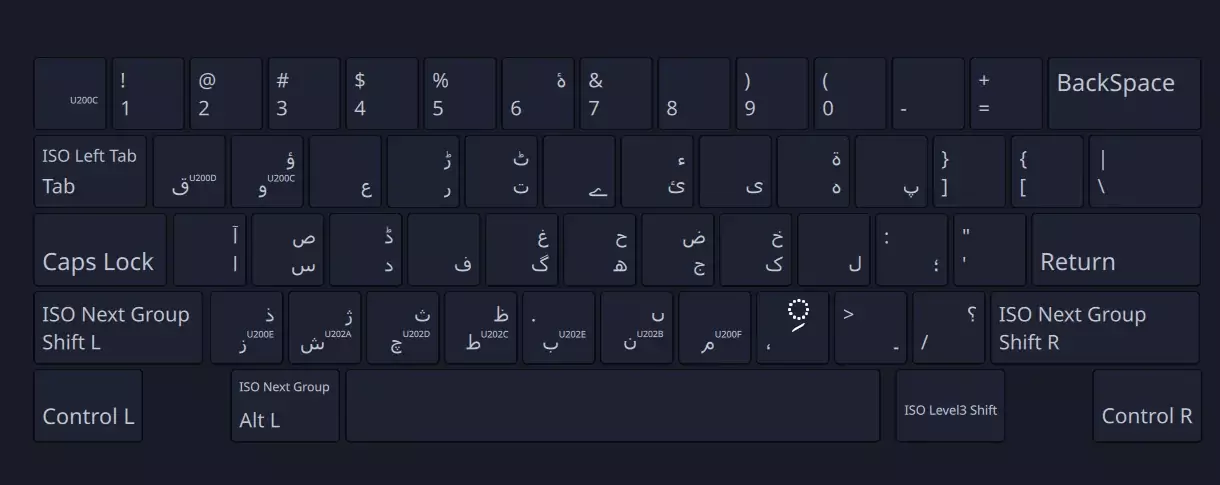 U200C ! 1 @ 2 # 3 $ 4 % 5 ۂ 6 & 7 8 ) 9 ( 0 - + = BackSpace
ISO Left Tab Tab ق U200D ؤ و U200C ع ڑ ر ٹ ت ے ء ئ ی ۃ ہ پ } ] { [ | \
Caps Lock آ ا ص س ڈ د ف غ گ ح ھ ض ج خ ک ل : ؛ " ' Return
ISO Next Group Shift L ذ ز U200E ژ ش U202A ث چ U202D ظ ط U202C . ب U202E ں ن U202B م U200F ِ ، > ۔ ؟ / ISO Next Group Shift R
Control L ISO Next Group Alt L ISO Level3 Shift Control R